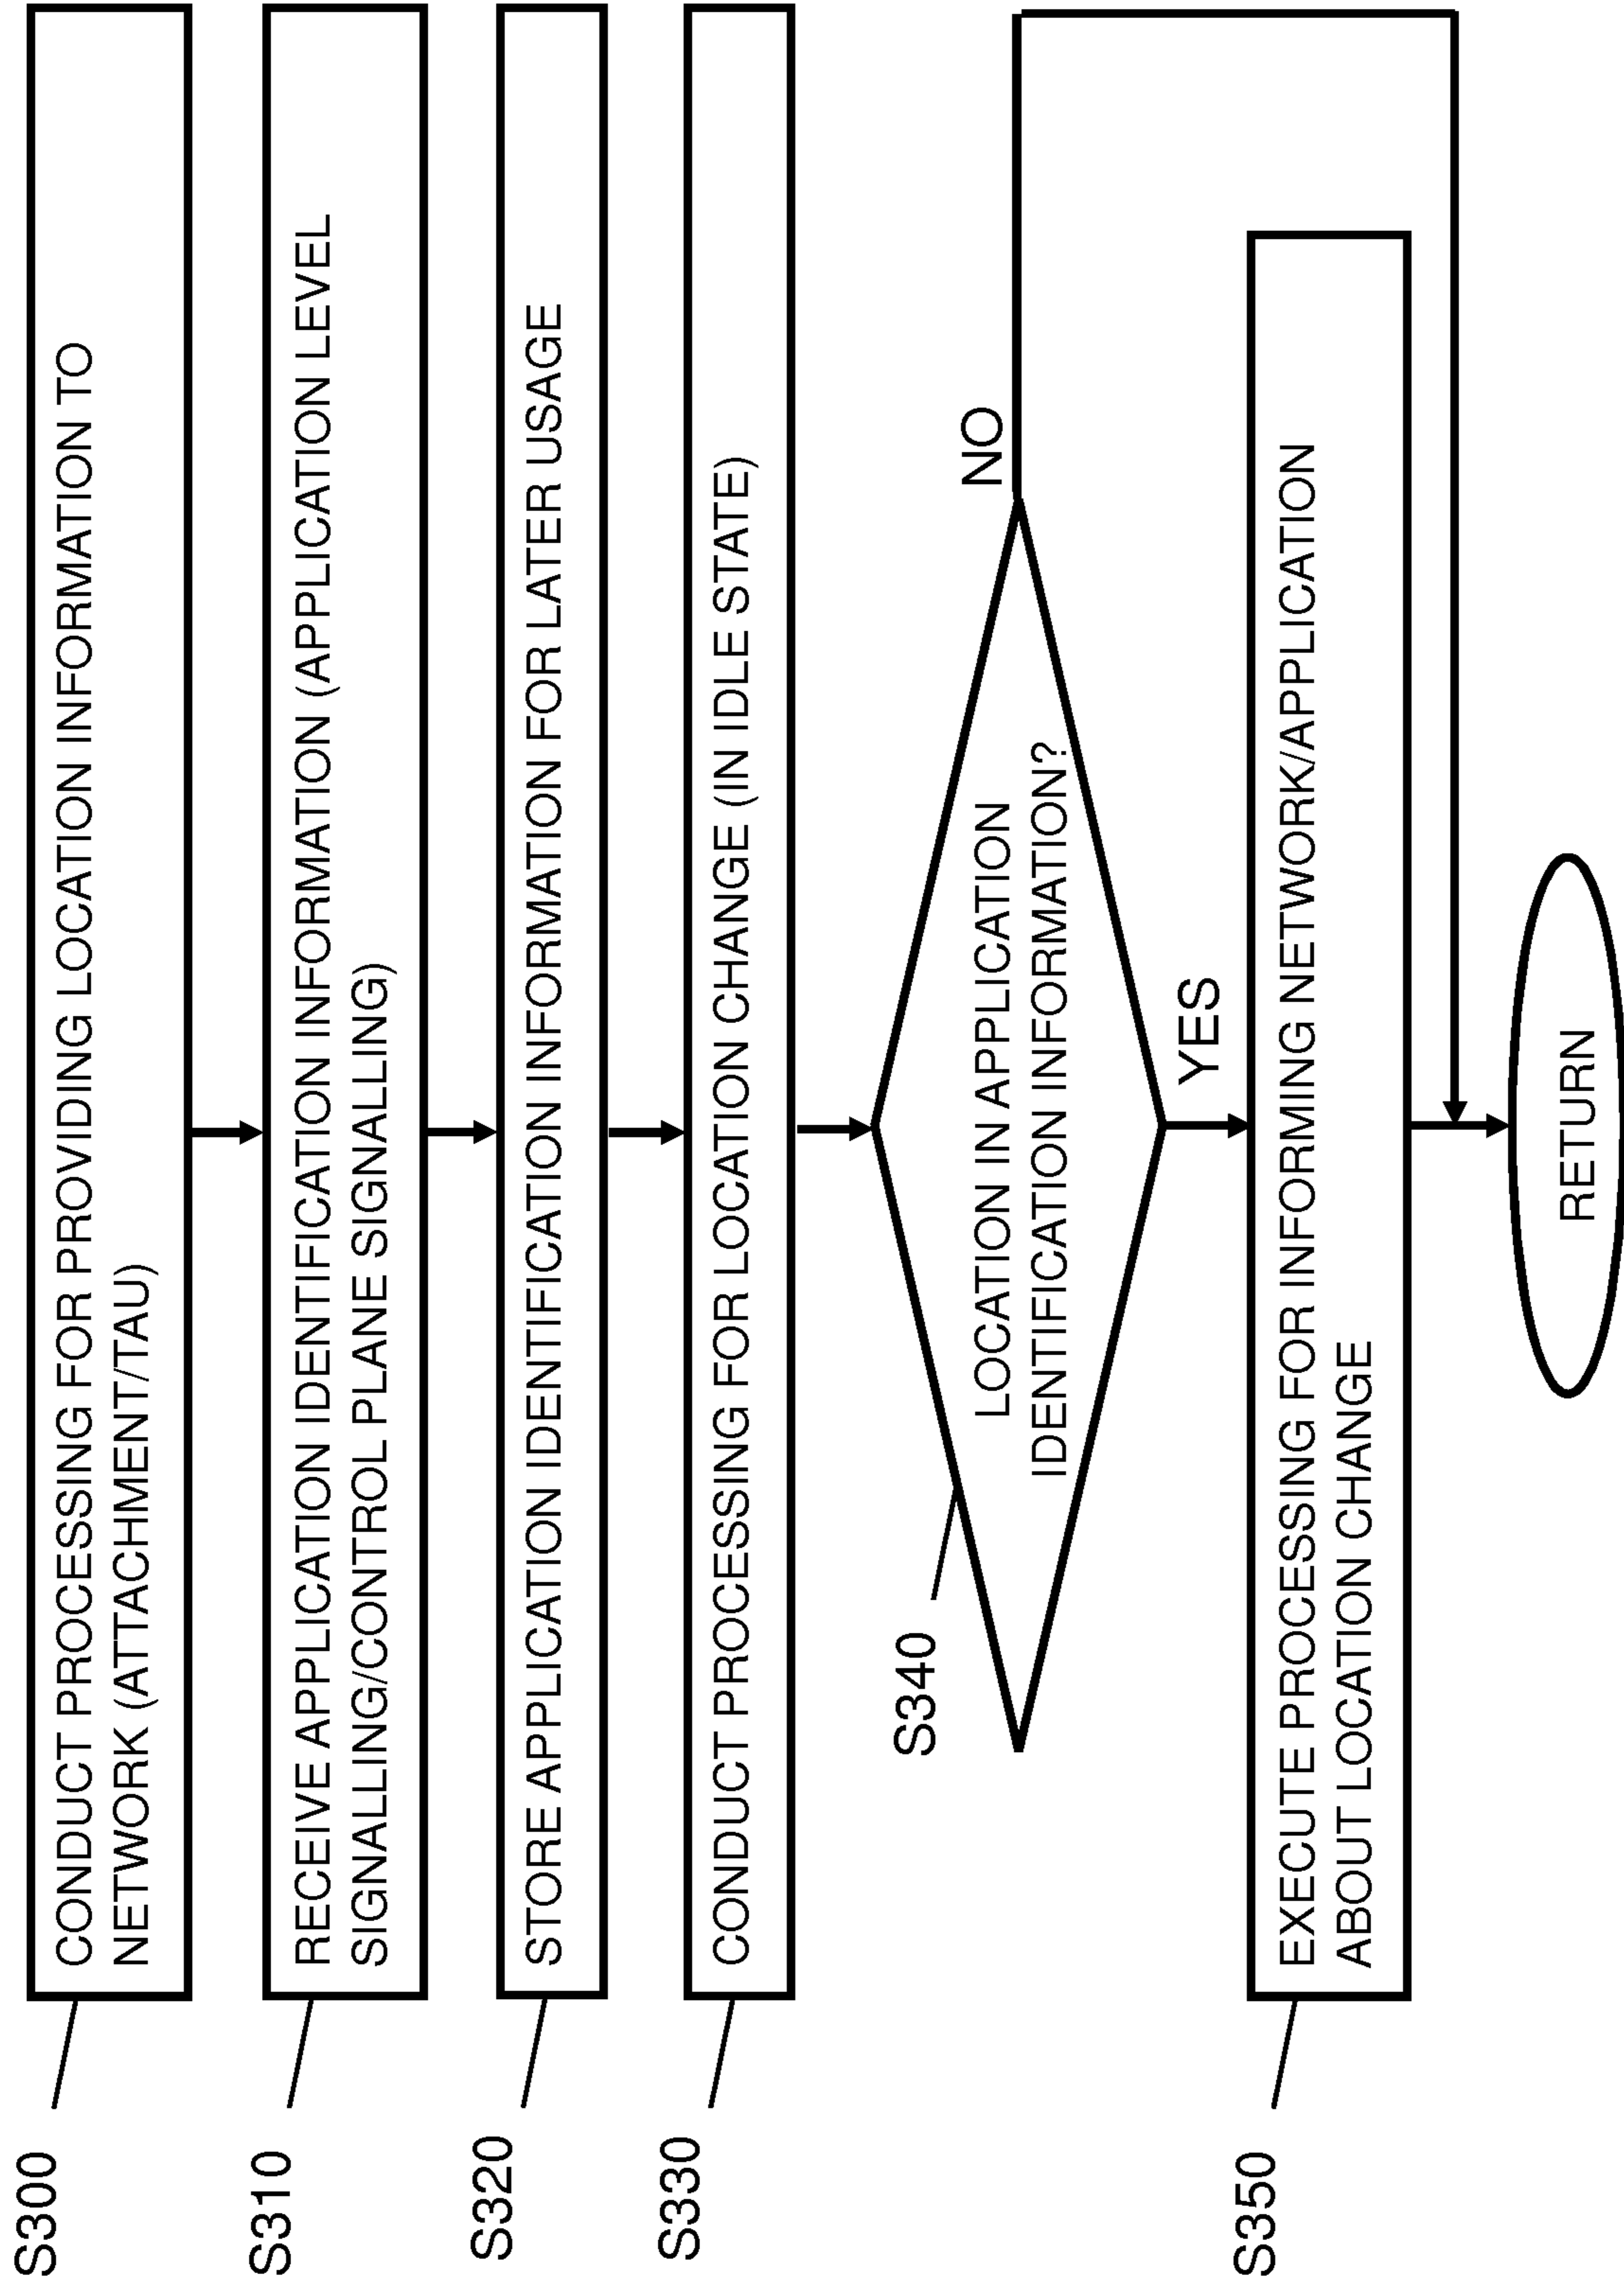 S300
CONDUCT PROCESSING FOR PROVIDING LOCATION INFORMATION TO
NETWORK (ATTACHMENT/TAU)
S310
RECEIVE APPLICATION IDENTIFICATION INFORMATION (APPLICATION LEVEL
SIGNALLING/CONTROL PLANE SIGNALLING)
S320
STORE APPLICATION IDENTIFICATION INFORMATION FOR LATER USAGE
S330
CONDUCT PROCESSING FOR LOCATION CHANGE (IN IDLE STATE)
S340
LOCATION IN APPLICATION
IDENTIFICATION INFORMATION?
NO
YES
S350
EXECUTE PROCESSING FOR INFORMING NETWORK/APPLICATION
ABOUT LOCATION CHANGE
RETURN